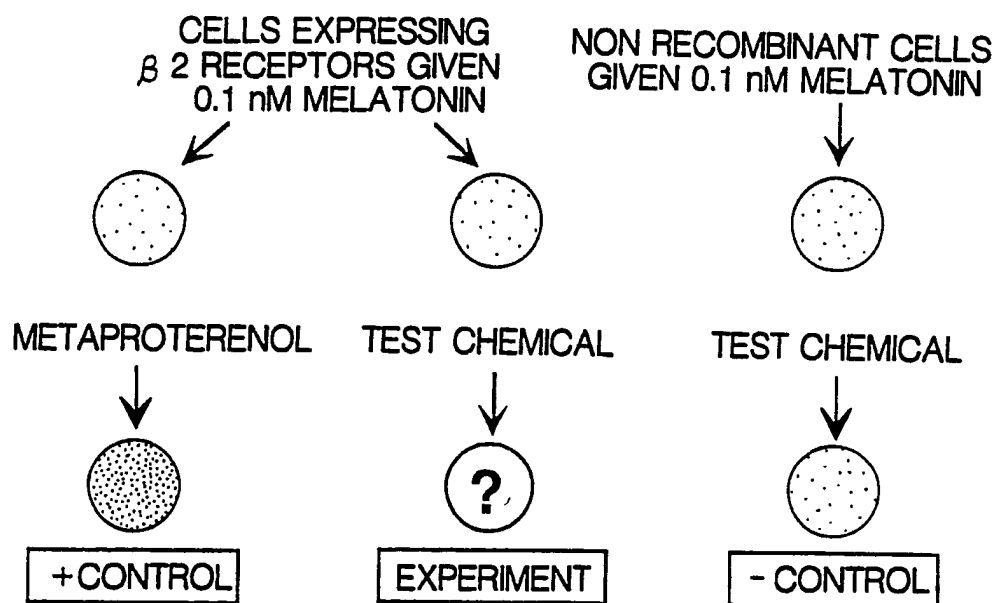 CELLS EXPRESSING
β 2 RECEPTORS GIVEN
0.1 nM MELATONIN
NON RECOMBINANT CELLS
GIVEN 0.1 nM MELATONIN
METAPROTERENOL
TEST CHEMICAL
TEST CHEMICAL
?
+CONTROL
EXPERIMENT
- CONTROL